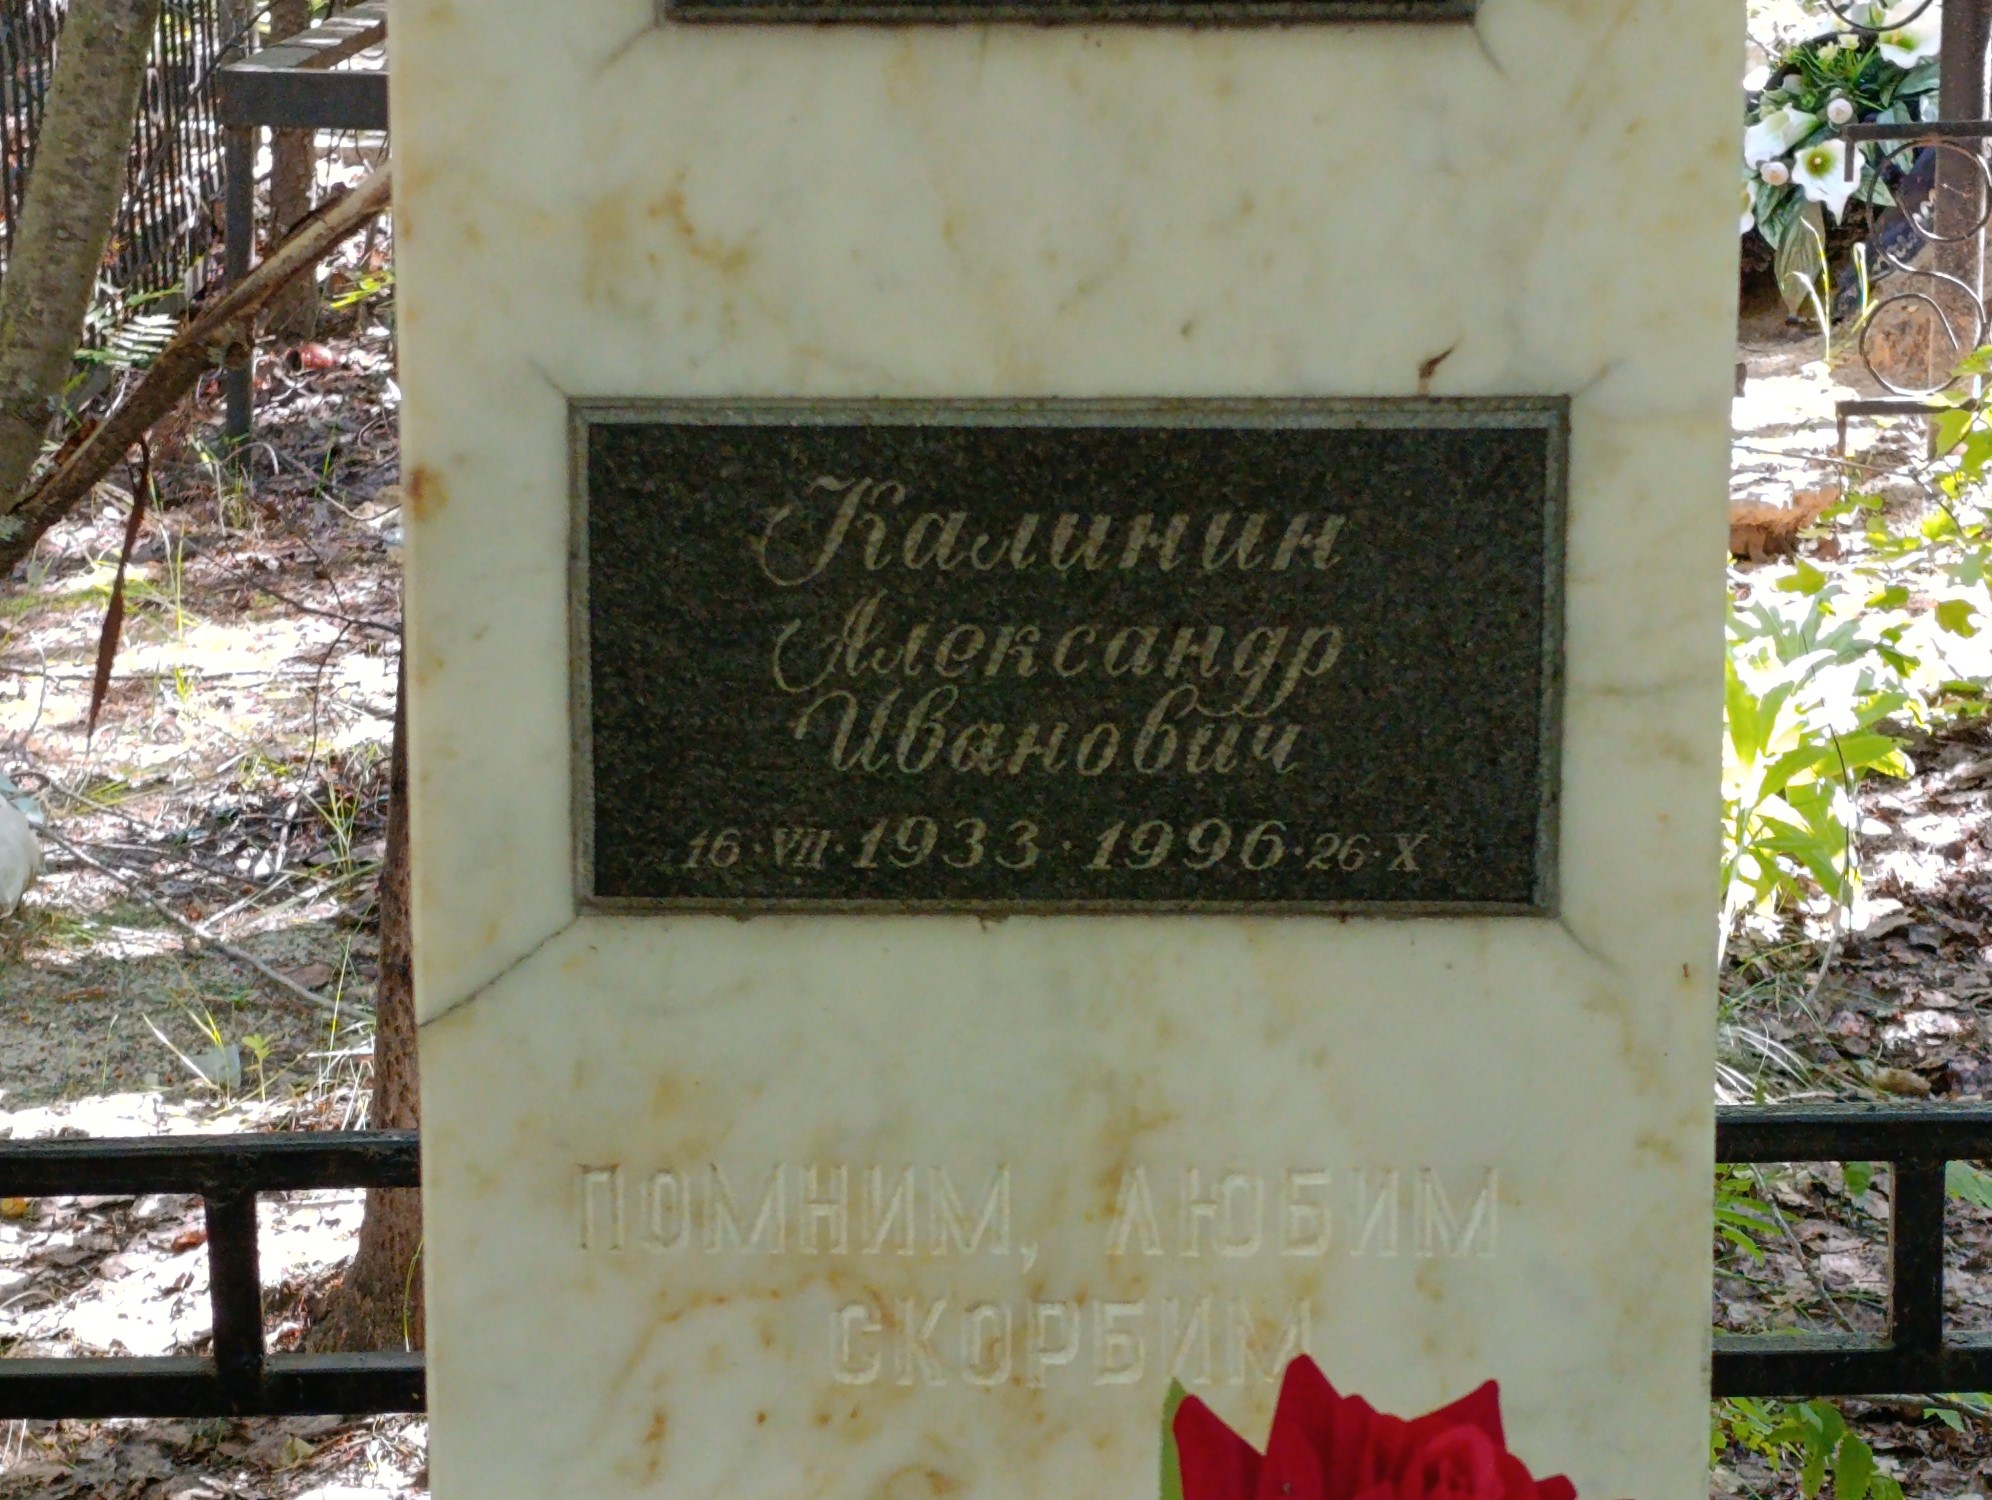 Калинин
Александр
Иванович
16·VII·1933·1996·26·X
ПОМНИМ, ЛЮБИМ
СКОРБИМ